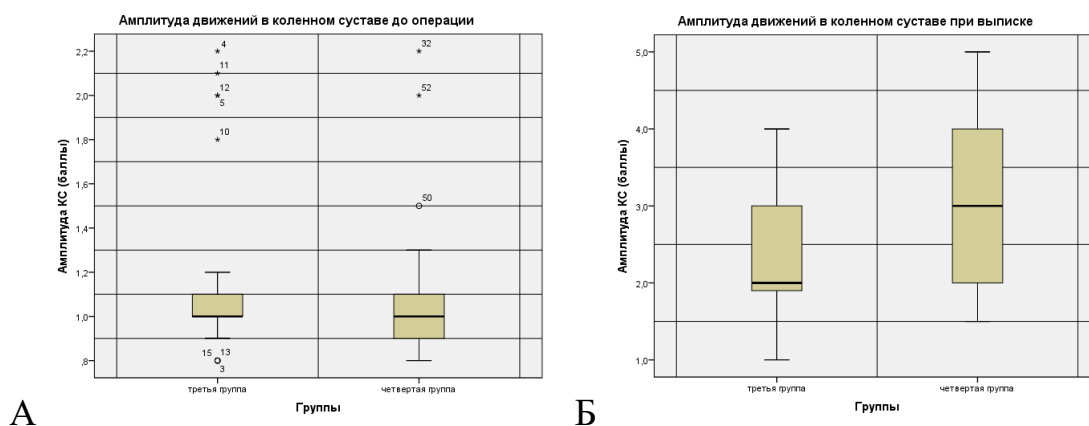 Амплитуда движений в коленном суставе до операции
Амплитуда КС (баллы)
2,2
2,0
1,8
1,6
1,4
1,2
1,0
,8
4
11
12
5
10
15 13
3
32
52
50
третья группа четвертая группа
Группы
А
Амплитуда движений в коленном суставе при выписке
Амплитуда КС (баллы)
5,0
4,0
3,0
2,0
1,0
третья группа четвертая группа
Группы
Б